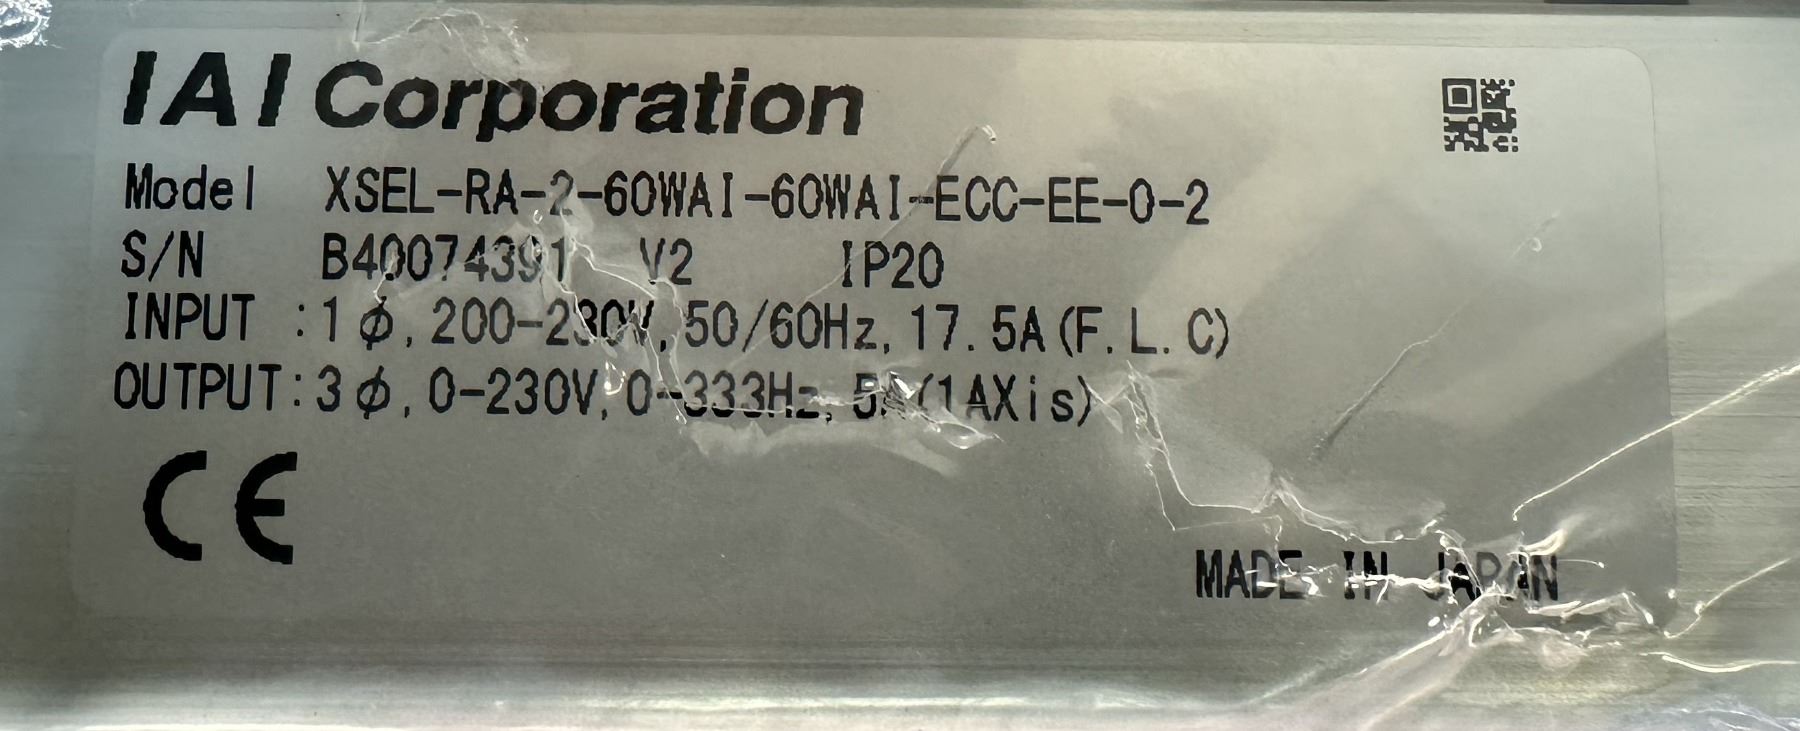 IAI Corporation
Model XSEL-RA-2-60WAI-60WAI-ECC-EE-0-2
S/N B40074391 V2 IP20
INPUT :1φ, 200-230V, 50/60Hz, 17.5A(F.L.C)
OUTPUT:3φ, 0-230V, 0-333Hz, 5A(1AXis)
CE
MADE IN JAPAN